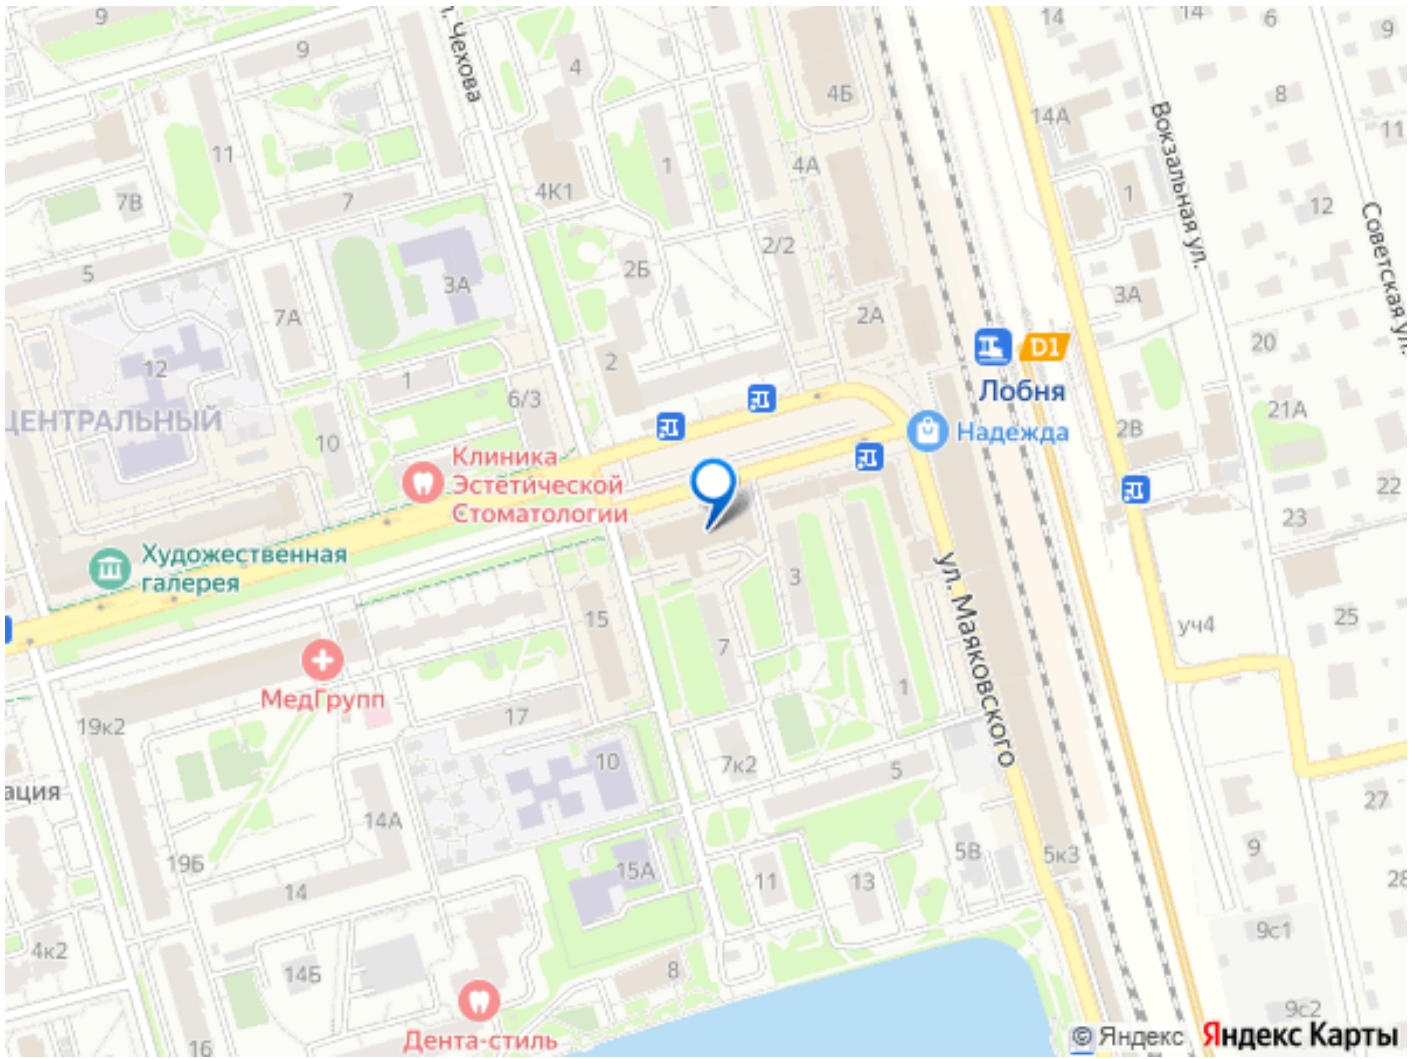 9
9
ул. Чехова
4
4Б
14
14
6
9
8
11
14А
Вокзальная ул.
11
7В
7
4К1
1
4А
1
12
Советская ул.
5
7А
3А
2Б
2/2
3А
2А
20
12
1
2
D1
Лобня
ЦЕНТРАЛЬНЫЙ
10
6/3
Надежда
2В
21А
Клиника
Эстетической
Стоматологии
22
23
Художественная
галерея
3
ул. Маяковского
15
7
уч4
25
МедГрупп
1
19к2
17
10
7к2
5
ация
27
14А
19Б
14
15А
11
13
5В
5к3
9
28
4к2
14Б
8
9с1
9с2
Дента-стиль
16
© Яндекс
Яндекс Карты